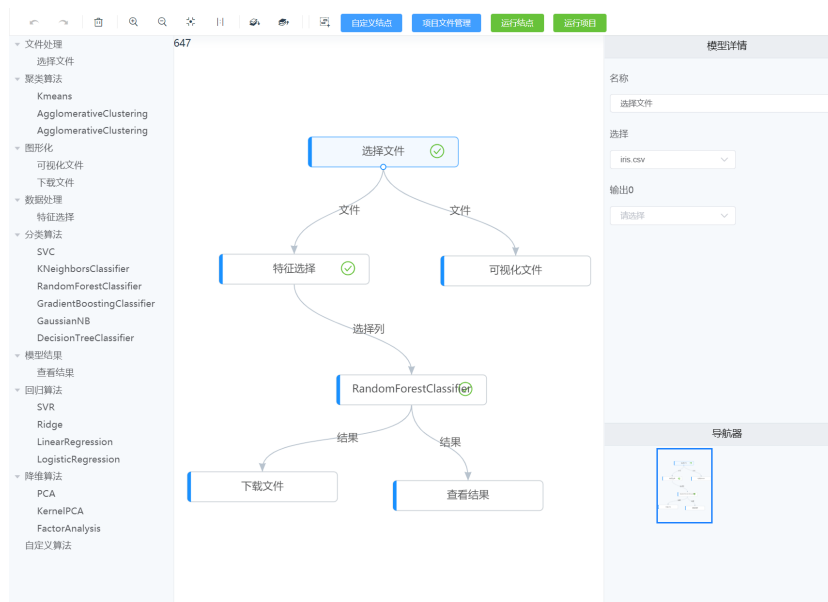 自定义结点 项目文件管理 运行结点 运行项目
文件处理
选择文件
聚类算法
Kmeans
AgglomerativeClustering
AgglomerativeClustering
图形化
可视化文件
下载文件
数据处理
特征选择
分类算法
SVC
KNeighborsClassifier
RandomForestClassifier
GradientBoostingClassifier
GaussianNB
DecisionTreeClassifier
模型结果
查看结果
回归算法
SVR
Ridge
LinearRegression
LogisticRegression
降维算法
PCA
KernelPCA
FactorAnalysis
自定义算法
647
选择文件
文件 文件
特征选择 可视化文件
选择列
RandomForestClassifier
结果 结果
下载文件 查看结果
模型详情
名称
选择文件
选择
iris.csv
输出0
请选择
导航器